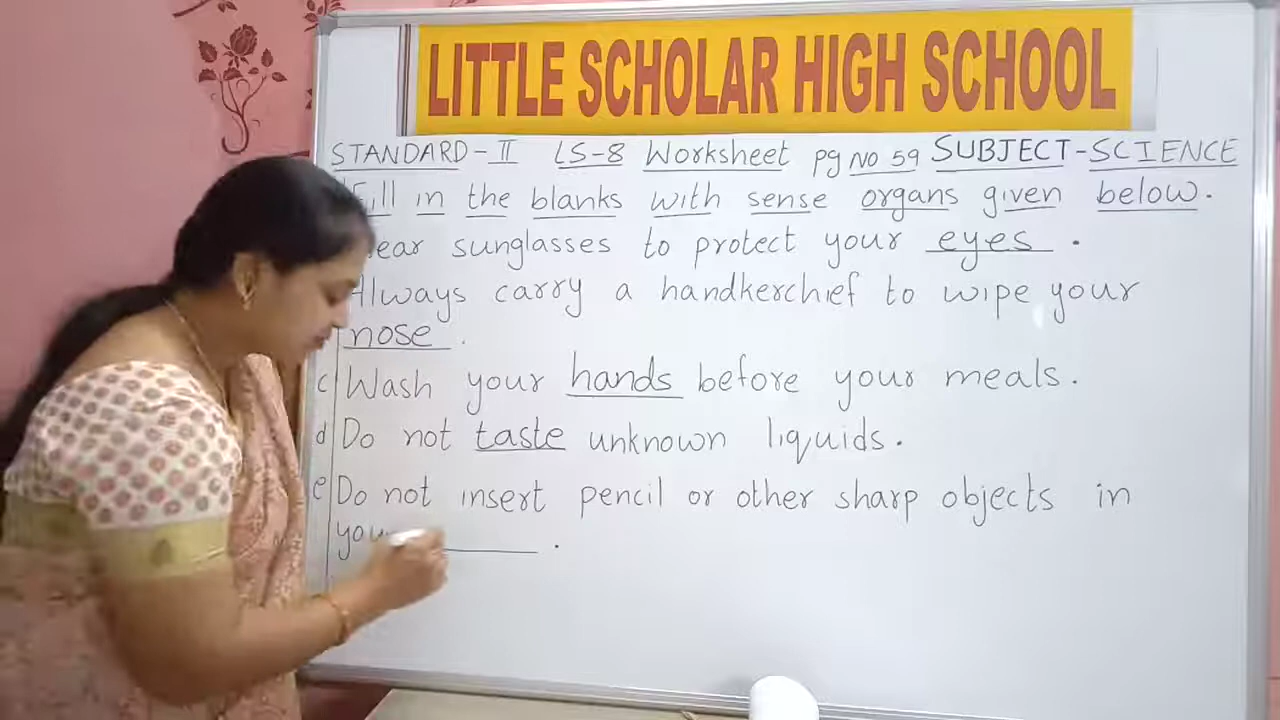 LITTLE SCHOLAR HIGH SCHOOL
STANDARD-II LS-8 Worksheet Pg No 59 SUBJECT-SCIENCE
Fill in the blanks with sense organs given below.
sunglasses to protect your eyes.
Always carry a handkerchief to wipe your
nose.
c Wash your hands before your meals.
d Do not taste unknown liquids.
e Do not insert pencil or other sharp objects in
______.